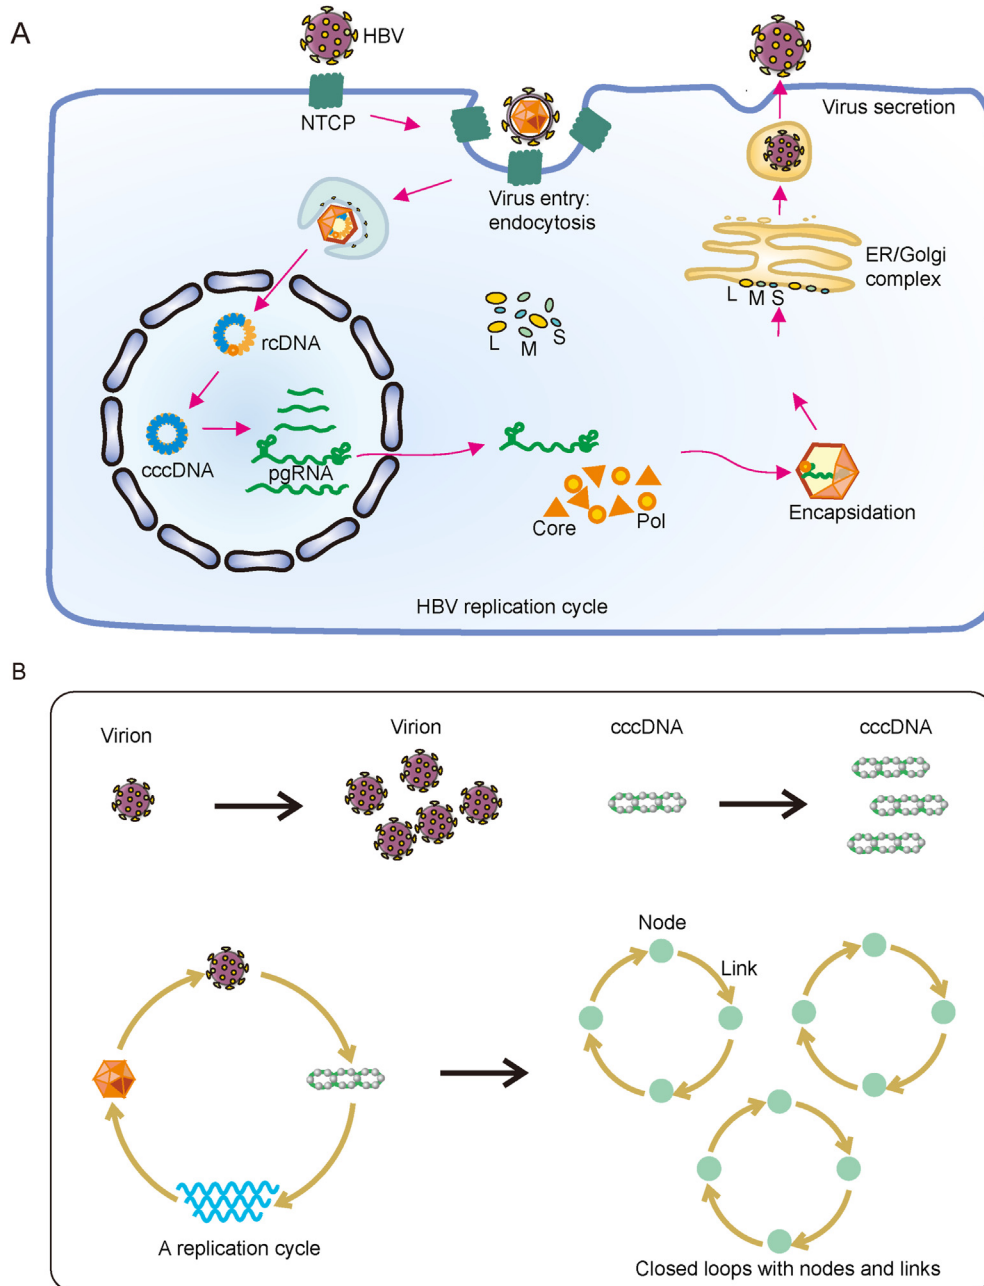 A
HBV
NTCP
Virus entry:
endocytosis
Virus secretion
ER/Golgi
complex
L M S
rcDNA
L M S
cccDNA
pgRNA
Core
Pol
Encapsidation
HBV replication cycle
B
Virion
Virion
cccDNA
cccDNA
Node
Link
A replication cycle
Closed loops with nodes and links